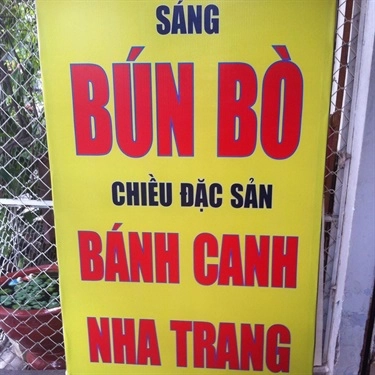 SÁNG
BÚN BÒ
CHIỀU ĐẶC SẢN
BÁNH CANH
NHA TRANG